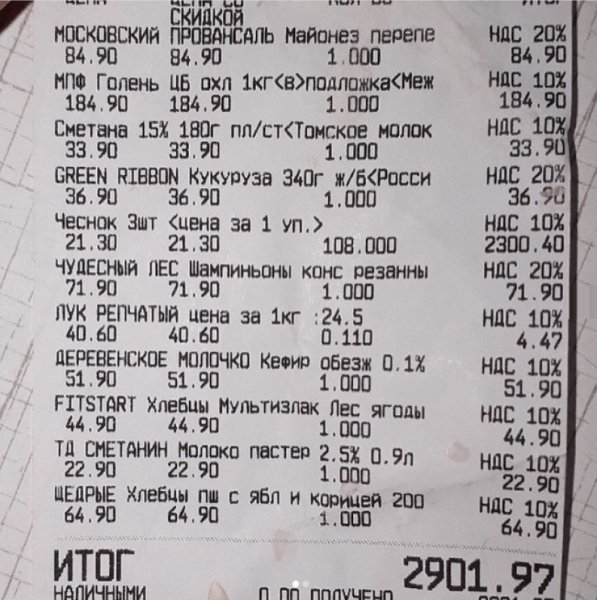 СКИДКОЙ ИТОГ
МОСКОВСКИЙ ПРОВАНСАЛЬ Майонез перепе НДС 20%
84.90 84.90 1.000 84.90
МПФ Голень ЦБ охл 1кг<в>подложка<Меж НДС 10%
184.90 184.90 1.000 184.90
Сметана 15% 180г пл/ст<Томское молок НДС 10%
33.90 33.90 1.000 33.90
GREEN RIBBON Кукуруза 340г ж/б<Росси НДС 20%
36.90 36.90 1.000 36.90
Чеснок 3шт <цена за 1 уп.> НДС 10%
21.30 21.30 108.000 2300.40
ЧУДЕСНЫЙ ЛЕС Шампиньоны конс резанны НДС 20%
71.90 71.90 1.000 71.90
ЛУК РЕПЧАТЫЙ цена за 1кг :24.5 НДС 10%
40.60 40.60 0.110 4.47
ДЕРЕВЕНСКОЕ МОЛОЧКО Кефир обезж 0.1% НДС 10%
51.90 51.90 1.000 51.90
FITSTART Хлебцы Мультизлак Лес ягоды НДС 10%
44.90 44.90 1.000 44.90
ТД СМЕТАНИН Молоко пастер 2.5% 0.9л НДС 10%
22.90 22.90 1.000 22.90
ЩЕДРЫЕ Хлебцы пш с ябл и корицей 200 НДС 10%
64.90 64.90 1.000 64.90
ИТОГ 2901.97
НАЛИЧНЫМИ П ПП ПОЛУЧЕНО